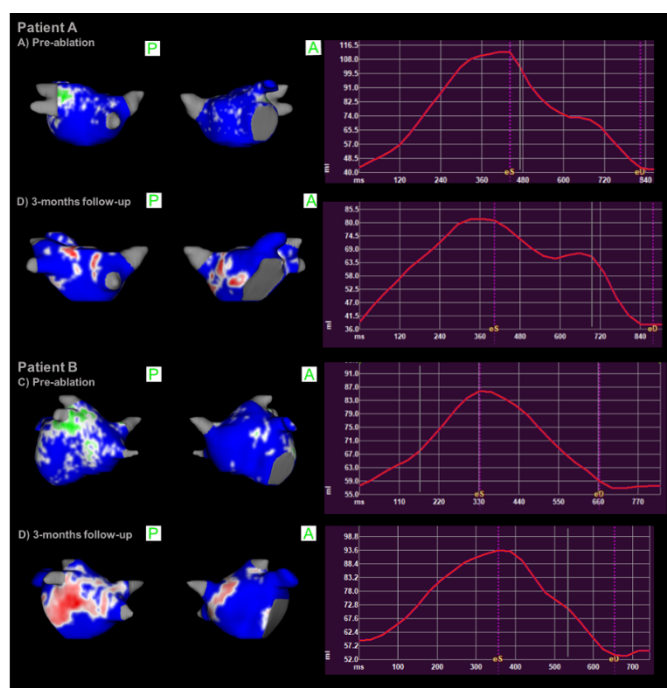 Patient A
A) Pre-ablation
P
A
116.5
108.0
99.5
91.0
82.5
74.0
65.5
57.0
48.5
40.0
ml
ms
120
240
360
480
600
720
840
eS
eD
D) 3-months follow-up
P
A
85.5
80.0
74.5
69.0
63.5
58.0
52.5
47.0
41.5
36.0
ml
ms
120
240
360
480
600
720
840
eS
eD
Patient B
C) Pre-ablation
P
A
91.0
87.0
83.0
79.0
75.0
71.0
67.0
63.0
59.0
55.0
ml
ms
110
220
330
440
550
660
770
eS
eD
D) 3-months follow-up
P
A
98.8
93.6
88.4
83.2
78.0
72.8
67.6
62.4
57.2
52.0
ml
ms
100
200
300
400
500
600
700
eS
eD